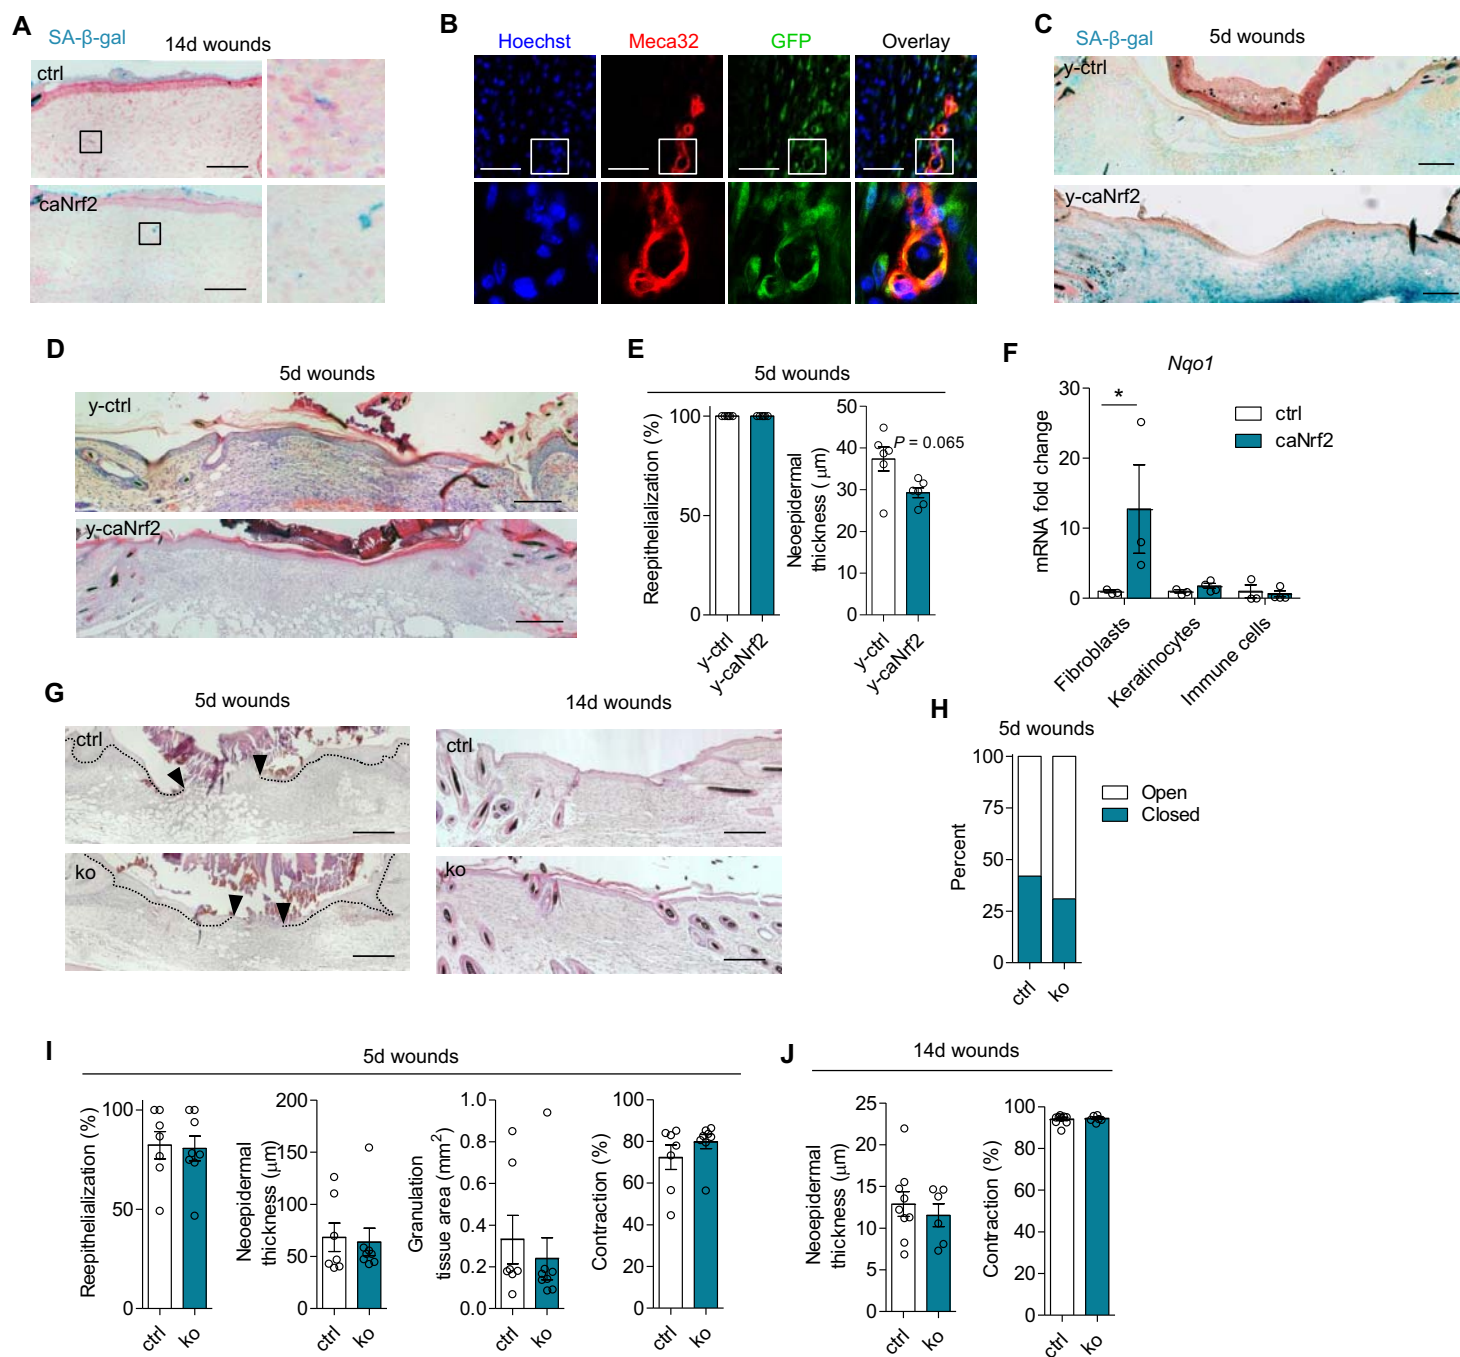 A
SA-β-gal
14d wounds
ctrl
caNrf2
B
Hoechst
Meca32
GFP
Overlay
C
SA-β-gal
5d wounds
y-ctrl
y-caNrf2
D
5d wounds
y-ctrl
y-caNrf2
E
5d wounds
Reepithelialization (%)
100
50
0
y-ctrl
y-caNrf2
Neoepidermal
thickness (μm)
50
40
30
20
10
0
P = 0.065
y-ctrl
y-caNrf2
F
Nqo1
mRNA fold change
30
20
10
0
*
ctrl
caNrf2
Fibroblasts
Keratinocytes
Immune cells
G
5d wounds
14d wounds
ctrl
ko
ctrl
ko
H
5d wounds
Percent
100
75
50
25
0
ctrl
ko
Open
Closed
I
5d wounds
Reepithelialization (%)
100
50
0
ctrl
ko
Neoepidermal
thickness (μm)
200
150
100
50
0
ctrl
ko
Granulation
tissue area (mm²)
1.0
0.8
0.6
0.4
0.2
0.0
ctrl
ko
Contraction (%)
100
80
60
40
20
0
ctrl
ko
J
14d wounds
Neoepidermal
thickness (μm)
25
20
15
10
5
0
ctrl
ko
Contraction (%)
100
80
60
40
20
0
ctrl
ko